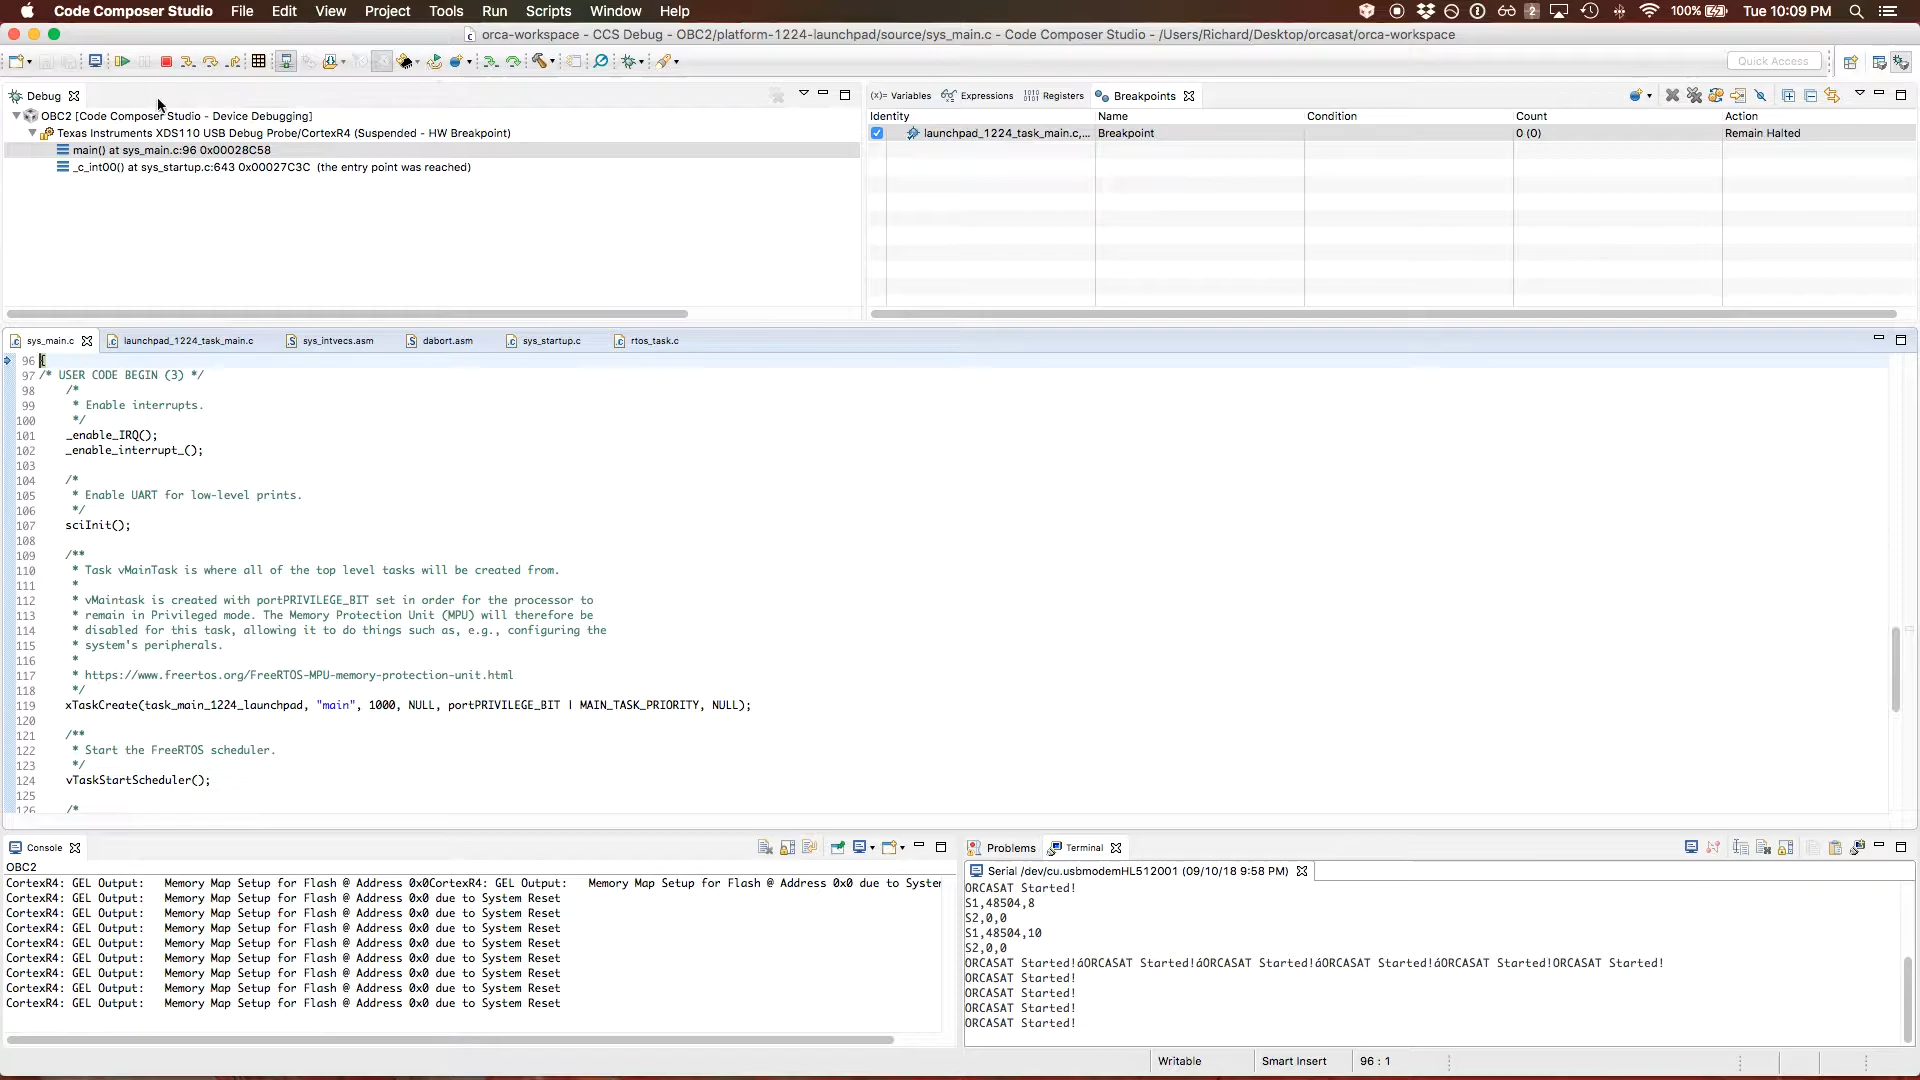 Code Composer Studio File Edit View Project Tools Run Scripts Window Help 2 100% Tue 10:09 PM
orca-workspace - CCS Debug - OBC2/platform-1224-launchpad/source/sys_main.c - Code Composer Studio - /Users/Richard/Desktop/orcasat/orca-workspace
Quick Access
Debug
OBC2 [Code Composer Studio - Device Debugging]
Texas Instruments XDS110 USB Debug Probe/CortexR4 (Suspended - HW Breakpoint)
main() at sys_main.c:96 0x00028C58
_c_int00() at sys_startup.c:643 0x00027C3C (the entry point was reached)
(x)= Variables Expressions Registers Breakpoints
Identity Name Condition Count Action
launchpad_1224_task_main.c,... Breakpoint 0 (0) Remain Halted
sys_main.c launchpad_1224_task_main.c sys_intvecs.asm dabort.asm sys_startup.c rtos_task.c
96 {
97 /* USER CODE BEGIN (3) */
98 /*
99 * Enable interrupts.
100 */
101 _enable_IRQ();
102 _enable_interrupt_();
103
104 /*
105 * Enable UART for low-level prints.
106 */
107 sciInit();
108
109 /**
110 * Task vMainTask is where all of the top level tasks will be created from.
111 *
112 * vMaintask is created with portPRIVILEGE_BIT set in order for the processor to
113 * remain in Privileged mode. The Memory Protection Unit (MPU) will therefore be
114 * disabled for this task, allowing it to do things such as, e.g., configuring the
115 * system's peripherals.
116 *
117 * https://www.freertos.org/FreeRTOS-MPU-memory-protection-unit.html
118 */
119 xTaskCreate(task_main_1224_launchpad, "main", 1000, NULL, portPRIVILEGE_BIT | MAIN_TASK_PRIORITY, NULL);
120
121 /**
122 * Start the FreeRTOS scheduler.
123 */
124 vTaskStartScheduler();
125
126 /*
Console
OBC2
CortexR4: GEL Output: Memory Map Setup for Flash @ Address 0x0CortexR4: GEL Output: Memory Map Setup for Flash @ Address 0x0 due to System
CortexR4: GEL Output: Memory Map Setup for Flash @ Address 0x0 due to System Reset
CortexR4: GEL Output: Memory Map Setup for Flash @ Address 0x0 due to System Reset
CortexR4: GEL Output: Memory Map Setup for Flash @ Address 0x0 due to System Reset
CortexR4: GEL Output: Memory Map Setup for Flash @ Address 0x0 due to System Reset
CortexR4: GEL Output: Memory Map Setup for Flash @ Address 0x0 due to System Reset
CortexR4: GEL Output: Memory Map Setup for Flash @ Address 0x0 due to System Reset
CortexR4: GEL Output: Memory Map Setup for Flash @ Address 0x0 due to System Reset
CortexR4: GEL Output: Memory Map Setup for Flash @ Address 0x0 due to System Reset
Problems Terminal
Serial /dev/cu.usbmodemHL512001 (09/10/18 9:58 PM)
ORCASAT Started!
S1,48504,8
S2,0,0
S1,48504,10
S2,0,0
ORCASAT Started!áORCASAT Started!áORCASAT Started!áORCASAT Started!áORCASAT Started!ORCASAT Started!
ORCASAT Started!
ORCASAT Started!
ORCASAT Started!
ORCASAT Started!
Writable Smart Insert 96 : 1